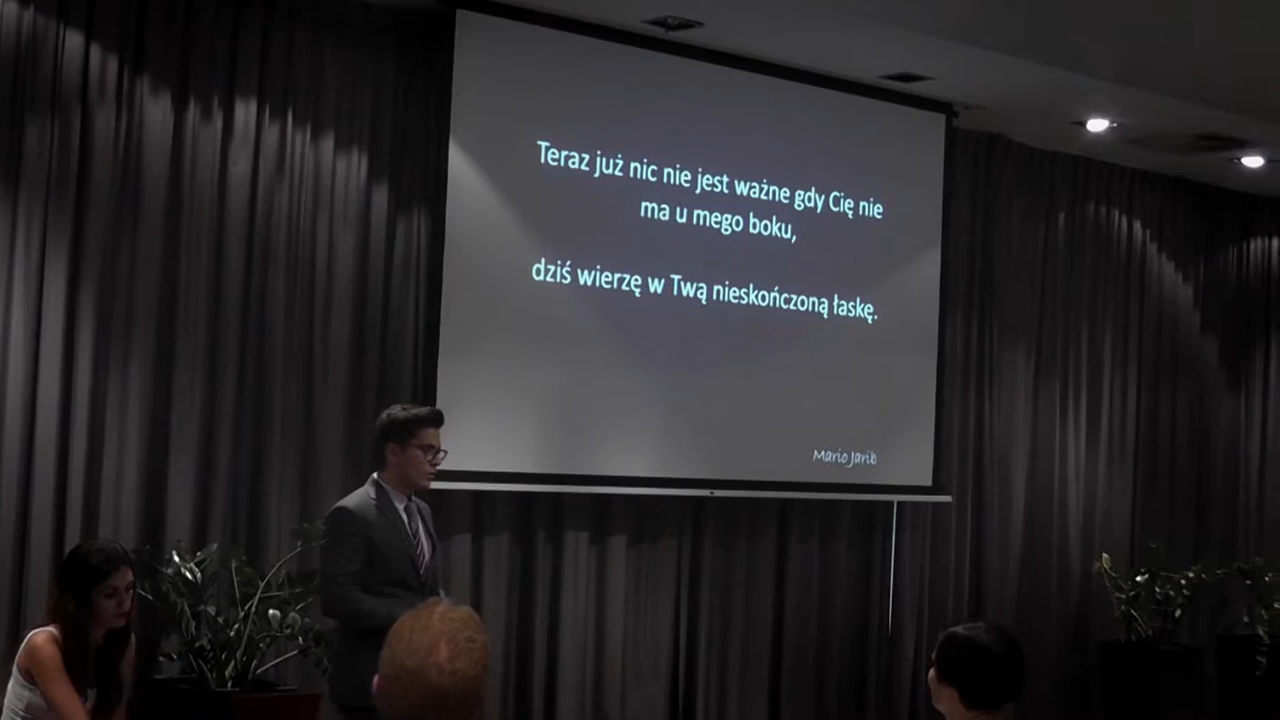 Teraz już nic nie jest ważne gdy Cię nie
ma u mego boku,
dziś wierzę w Twą nieskończoną łaskę.
Mario Jarib